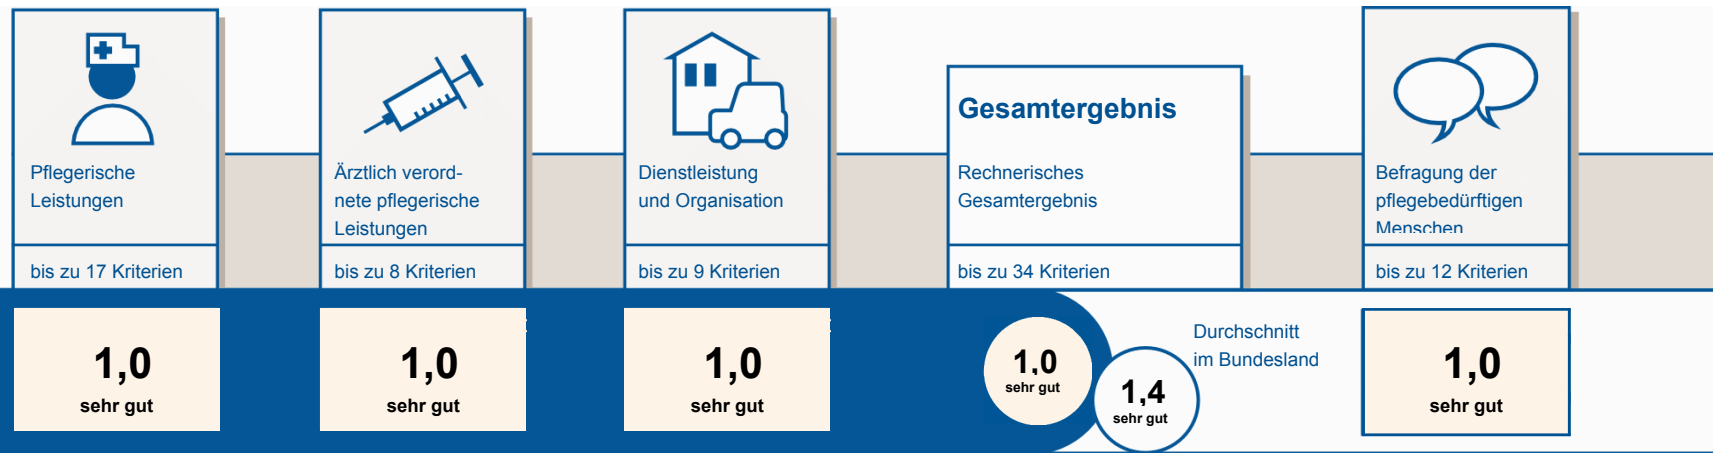 Pflegerische
Leistungen
bis zu 17 Kriterien
1,0
sehr gut
Ärztlich verord-
nete pflegerische
Leistungen
bis zu 8 Kriterien
1,0
sehr gut
Dienstleistung
und Organisation
bis zu 9 Kriterien
1,0
sehr gut
Gesamtergebnis
Rechnerisches
Gesamtergebnis
bis zu 34 Kriterien
1,0
sehr gut
1,4
sehr gut
Durchschnitt
im Bundesland
Befragung der
pflegebedürftigen
Menschen
bis zu 12 Kriterien
1,0
sehr gut